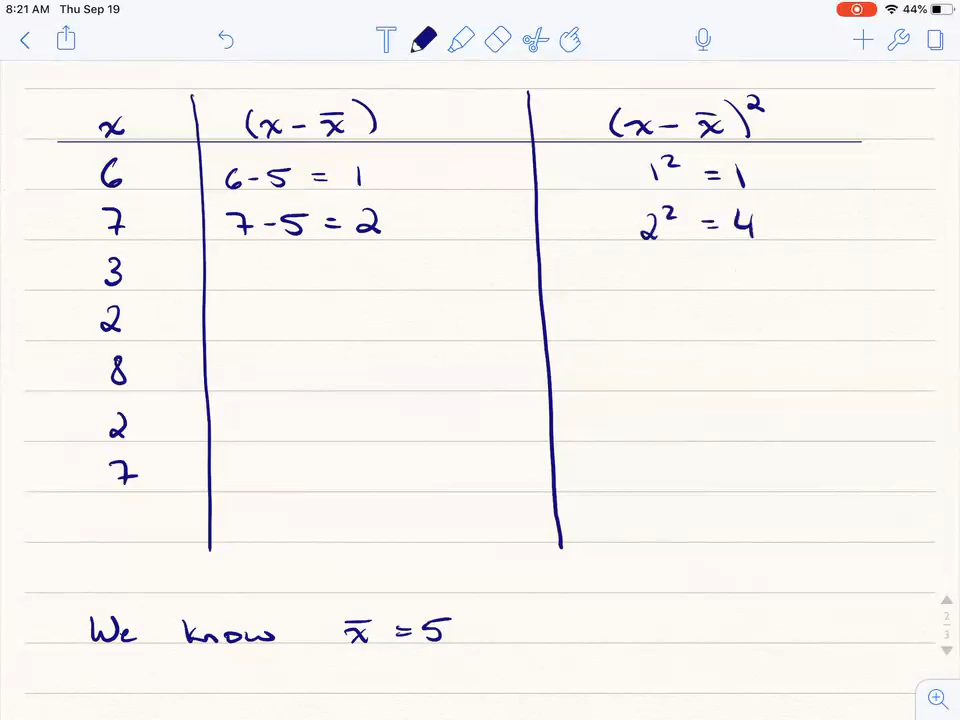 8:21 AM Thu Sep 19 44%
T
x (x - x̅) (x - x̅)²
6 6 - 5 = 1 1² = 1
7 7 - 5 = 2 2² = 4
3
2
8
2
7
We know x̅ = 5
2
3